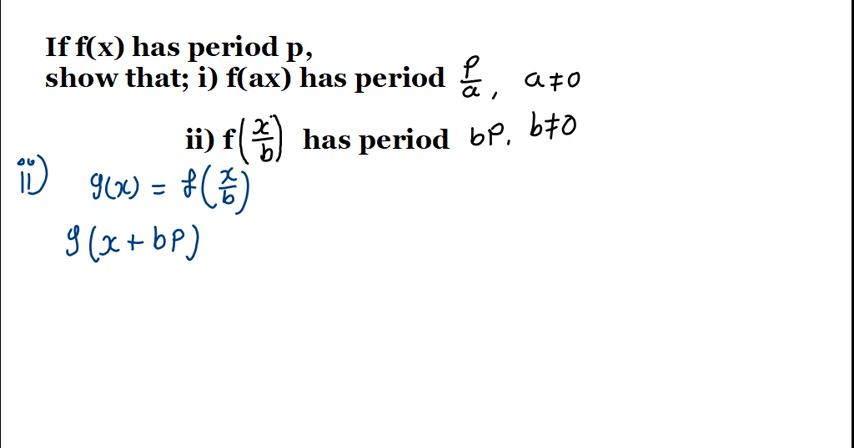 If f(x) has period p,
show that; i) f(ax) has period p/a, a≠0
ii) f(x/b) has period bp. b≠0
ii) g(x) = f(x/b)
g(x + bp)